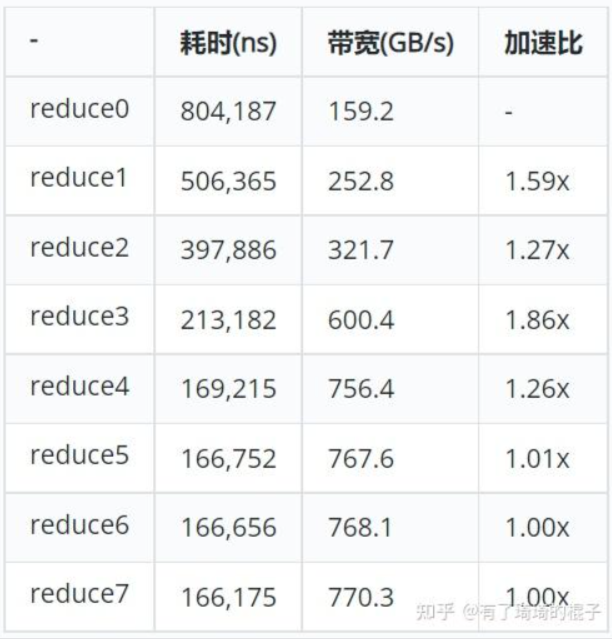 - 耗时(ns) 带宽(GB/s) 加速比
reduce0 804,187 159.2 -
reduce1 506,365 252.8 1.59x
reduce2 397,886 321.7 1.27x
reduce3 213,182 600.4 1.86x
reduce4 169,215 756.4 1.26x
reduce5 166,752 767.6 1.01x
reduce6 166,656 768.1 1.00x
reduce7 166,175 770.3 1.00x
知乎 @有了琦琦的棍子